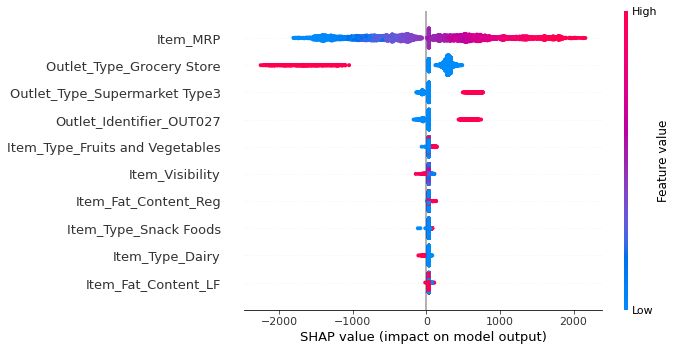 High
Item_MRP
Outlet_Type_Grocery Store
Outlet_Type_Supermarket Type3
Outlet_Identifier_OUT027
Item_Type_Fruits and Vegetables
Item_Visibility
Item_Fat_Content_Reg
Item_Type_Snack Foods
Item_Type_Dairy
Item_Fat_Content_LF
Feature value
Low
−2000 −1000 0 1000 2000
SHAP value (impact on model output)